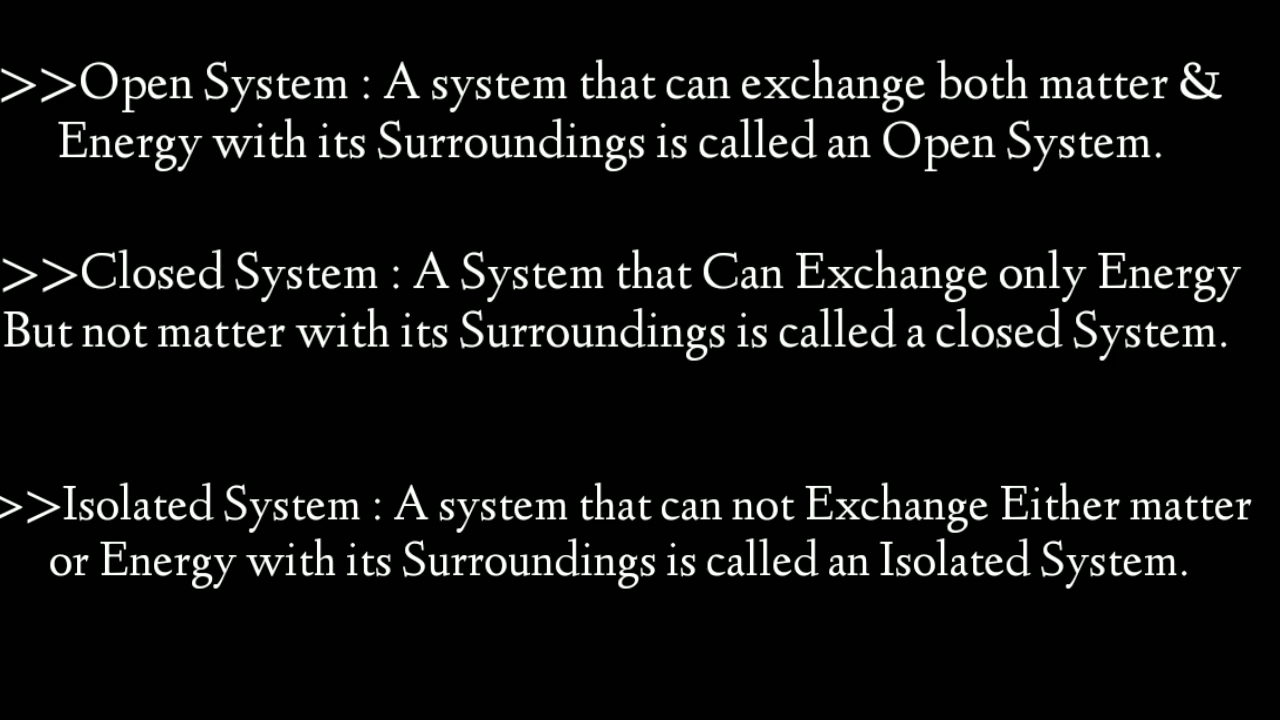 >>Open System : A system that can exchange both matter &
Energy with its Surroundings is called an Open System.
>>Closed System : A System that Can Exchange only Energy
But not matter with its Surroundings is called a closed System.
>>Isolated System : A system that can not Exchange Either matter
or Energy with its Surroundings is called an Isolated System.